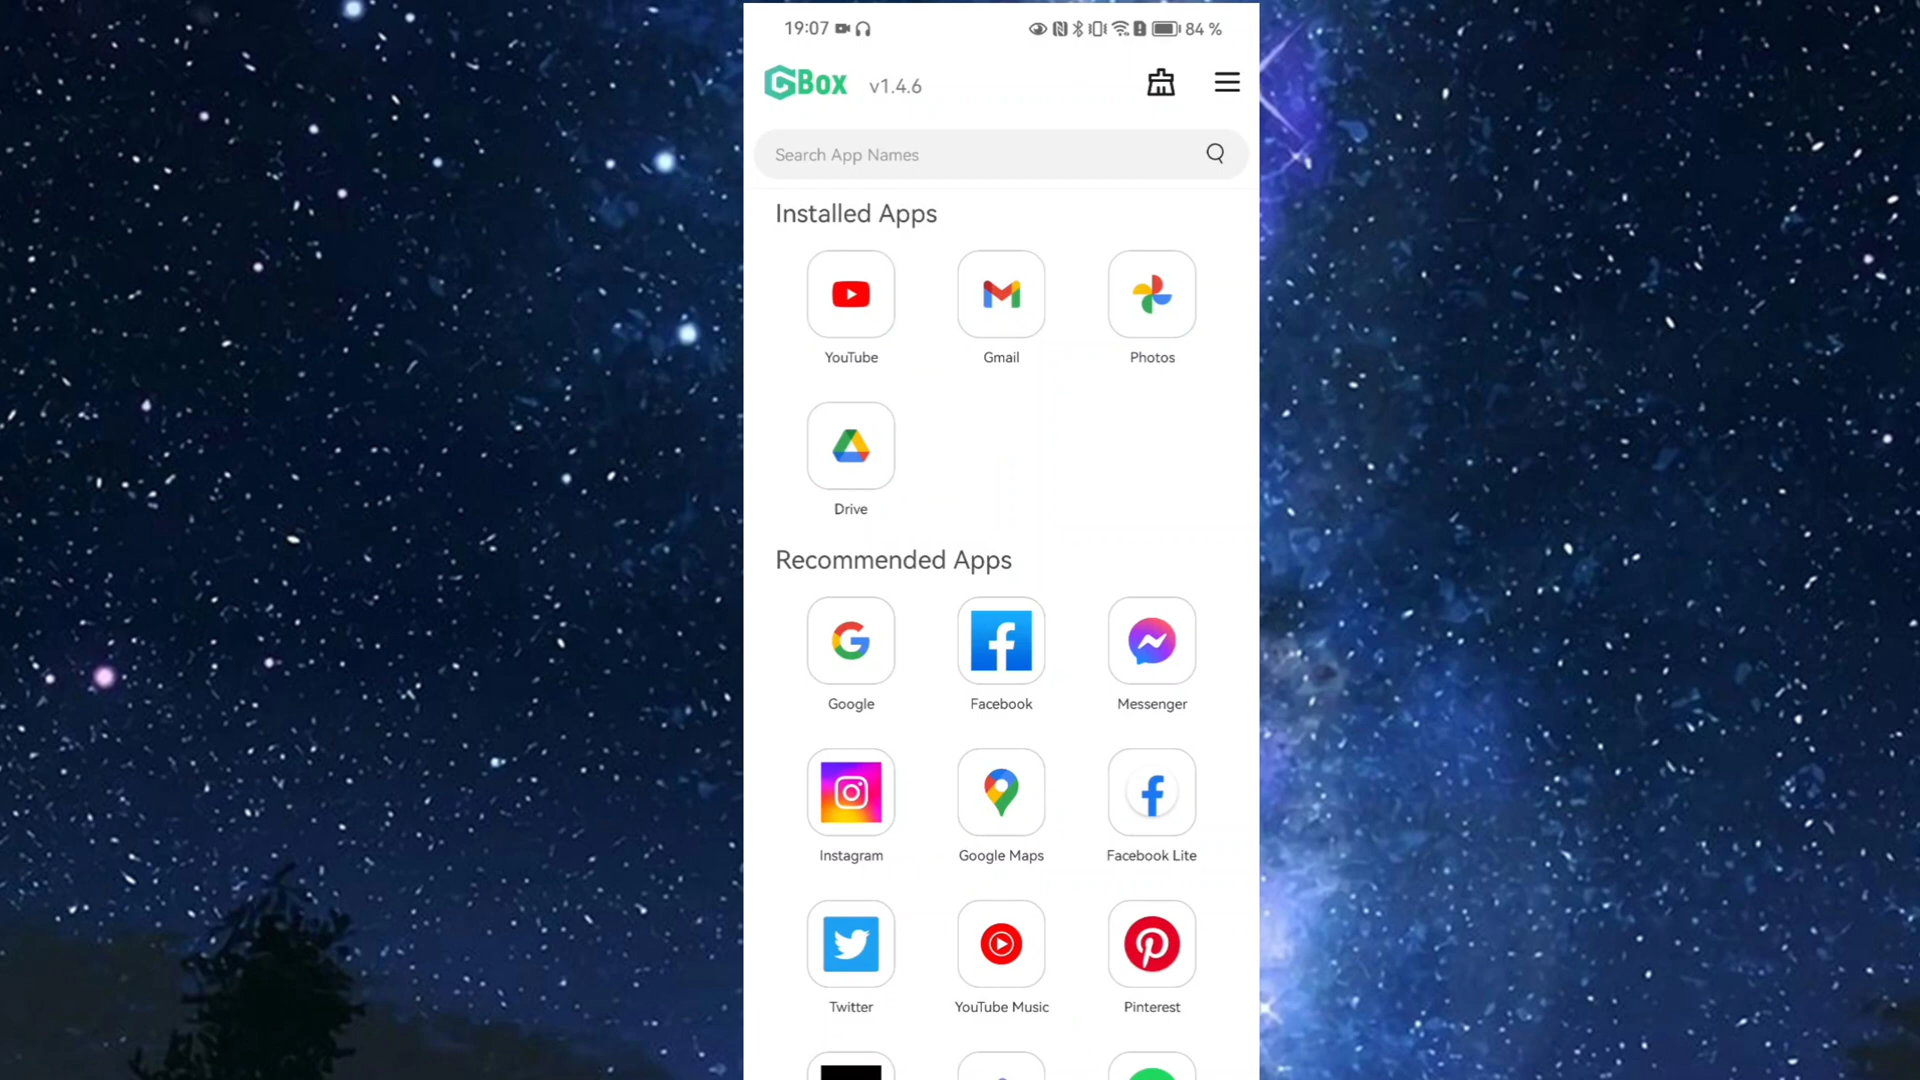 19:07 84 %
GBox v1.4.6
Search App Names
Installed Apps
YouTube Gmail Photos
Drive
Recommended Apps
Google Facebook Messenger
Instagram Google Maps Facebook Lite
Twitter YouTube Music Pinterest